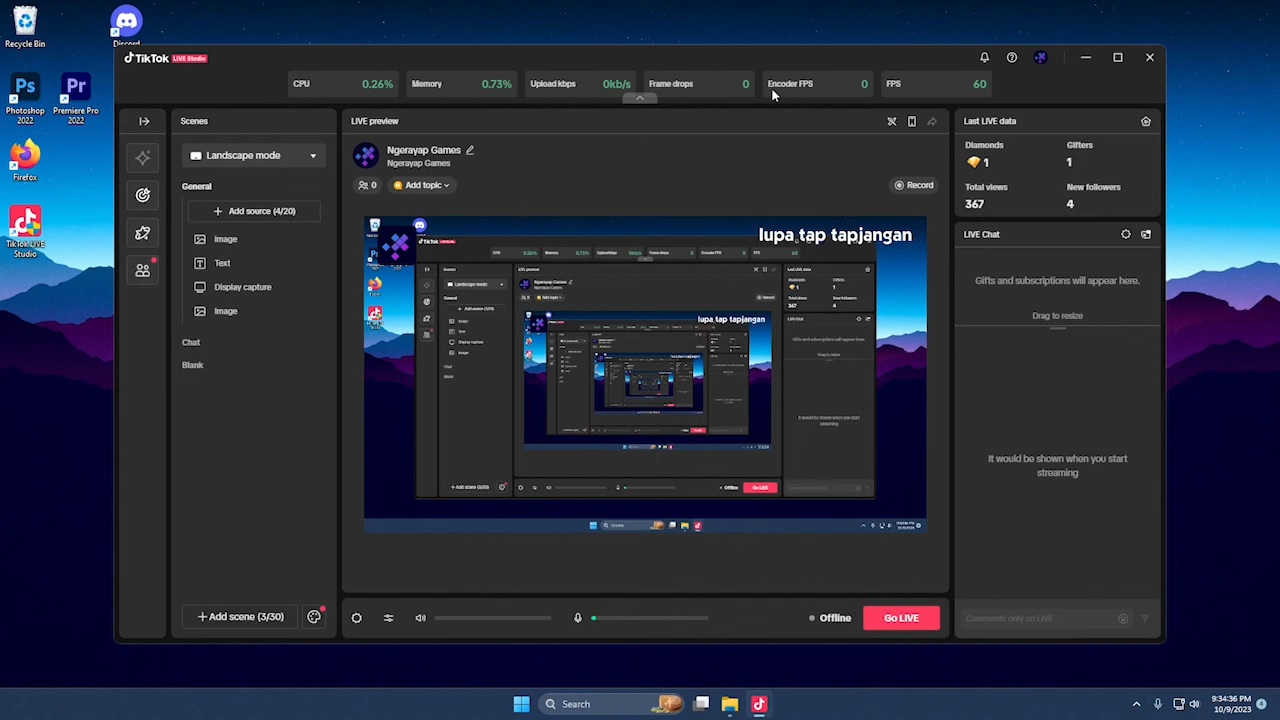 Recycle Bin
Discord
Ps
Photoshop
2022
Pr
Premiere Pro
2022
Firefox
TikTok LIVE
Studio
TikTok LIVE Studio
CPU 0.26%
Memory 0.73%
Upload kbps 0kb/s
Frame drops 0
Encoder FPS 0
FPS 60
Scenes
Landscape mode
General
+ Add source (4/20)
Image
Text
Display capture
Image
Chat
Blank
+ Add scene (3/30)
LIVE preview
Ngerayap Games
Ngerayap Games
0
Add topic
Record
lupa tap tapjangan
Offline
Go LIVE
Last LIVE data
Diamonds
1
Gifters
1
Total views
367
New followers
4
LIVE Chat
Gifts and subscriptions will appear here.
Drag to resize
It would be shown when you start
streaming
Comments only on LIVE
Search
9:34:36 PM
10/9/2023
4